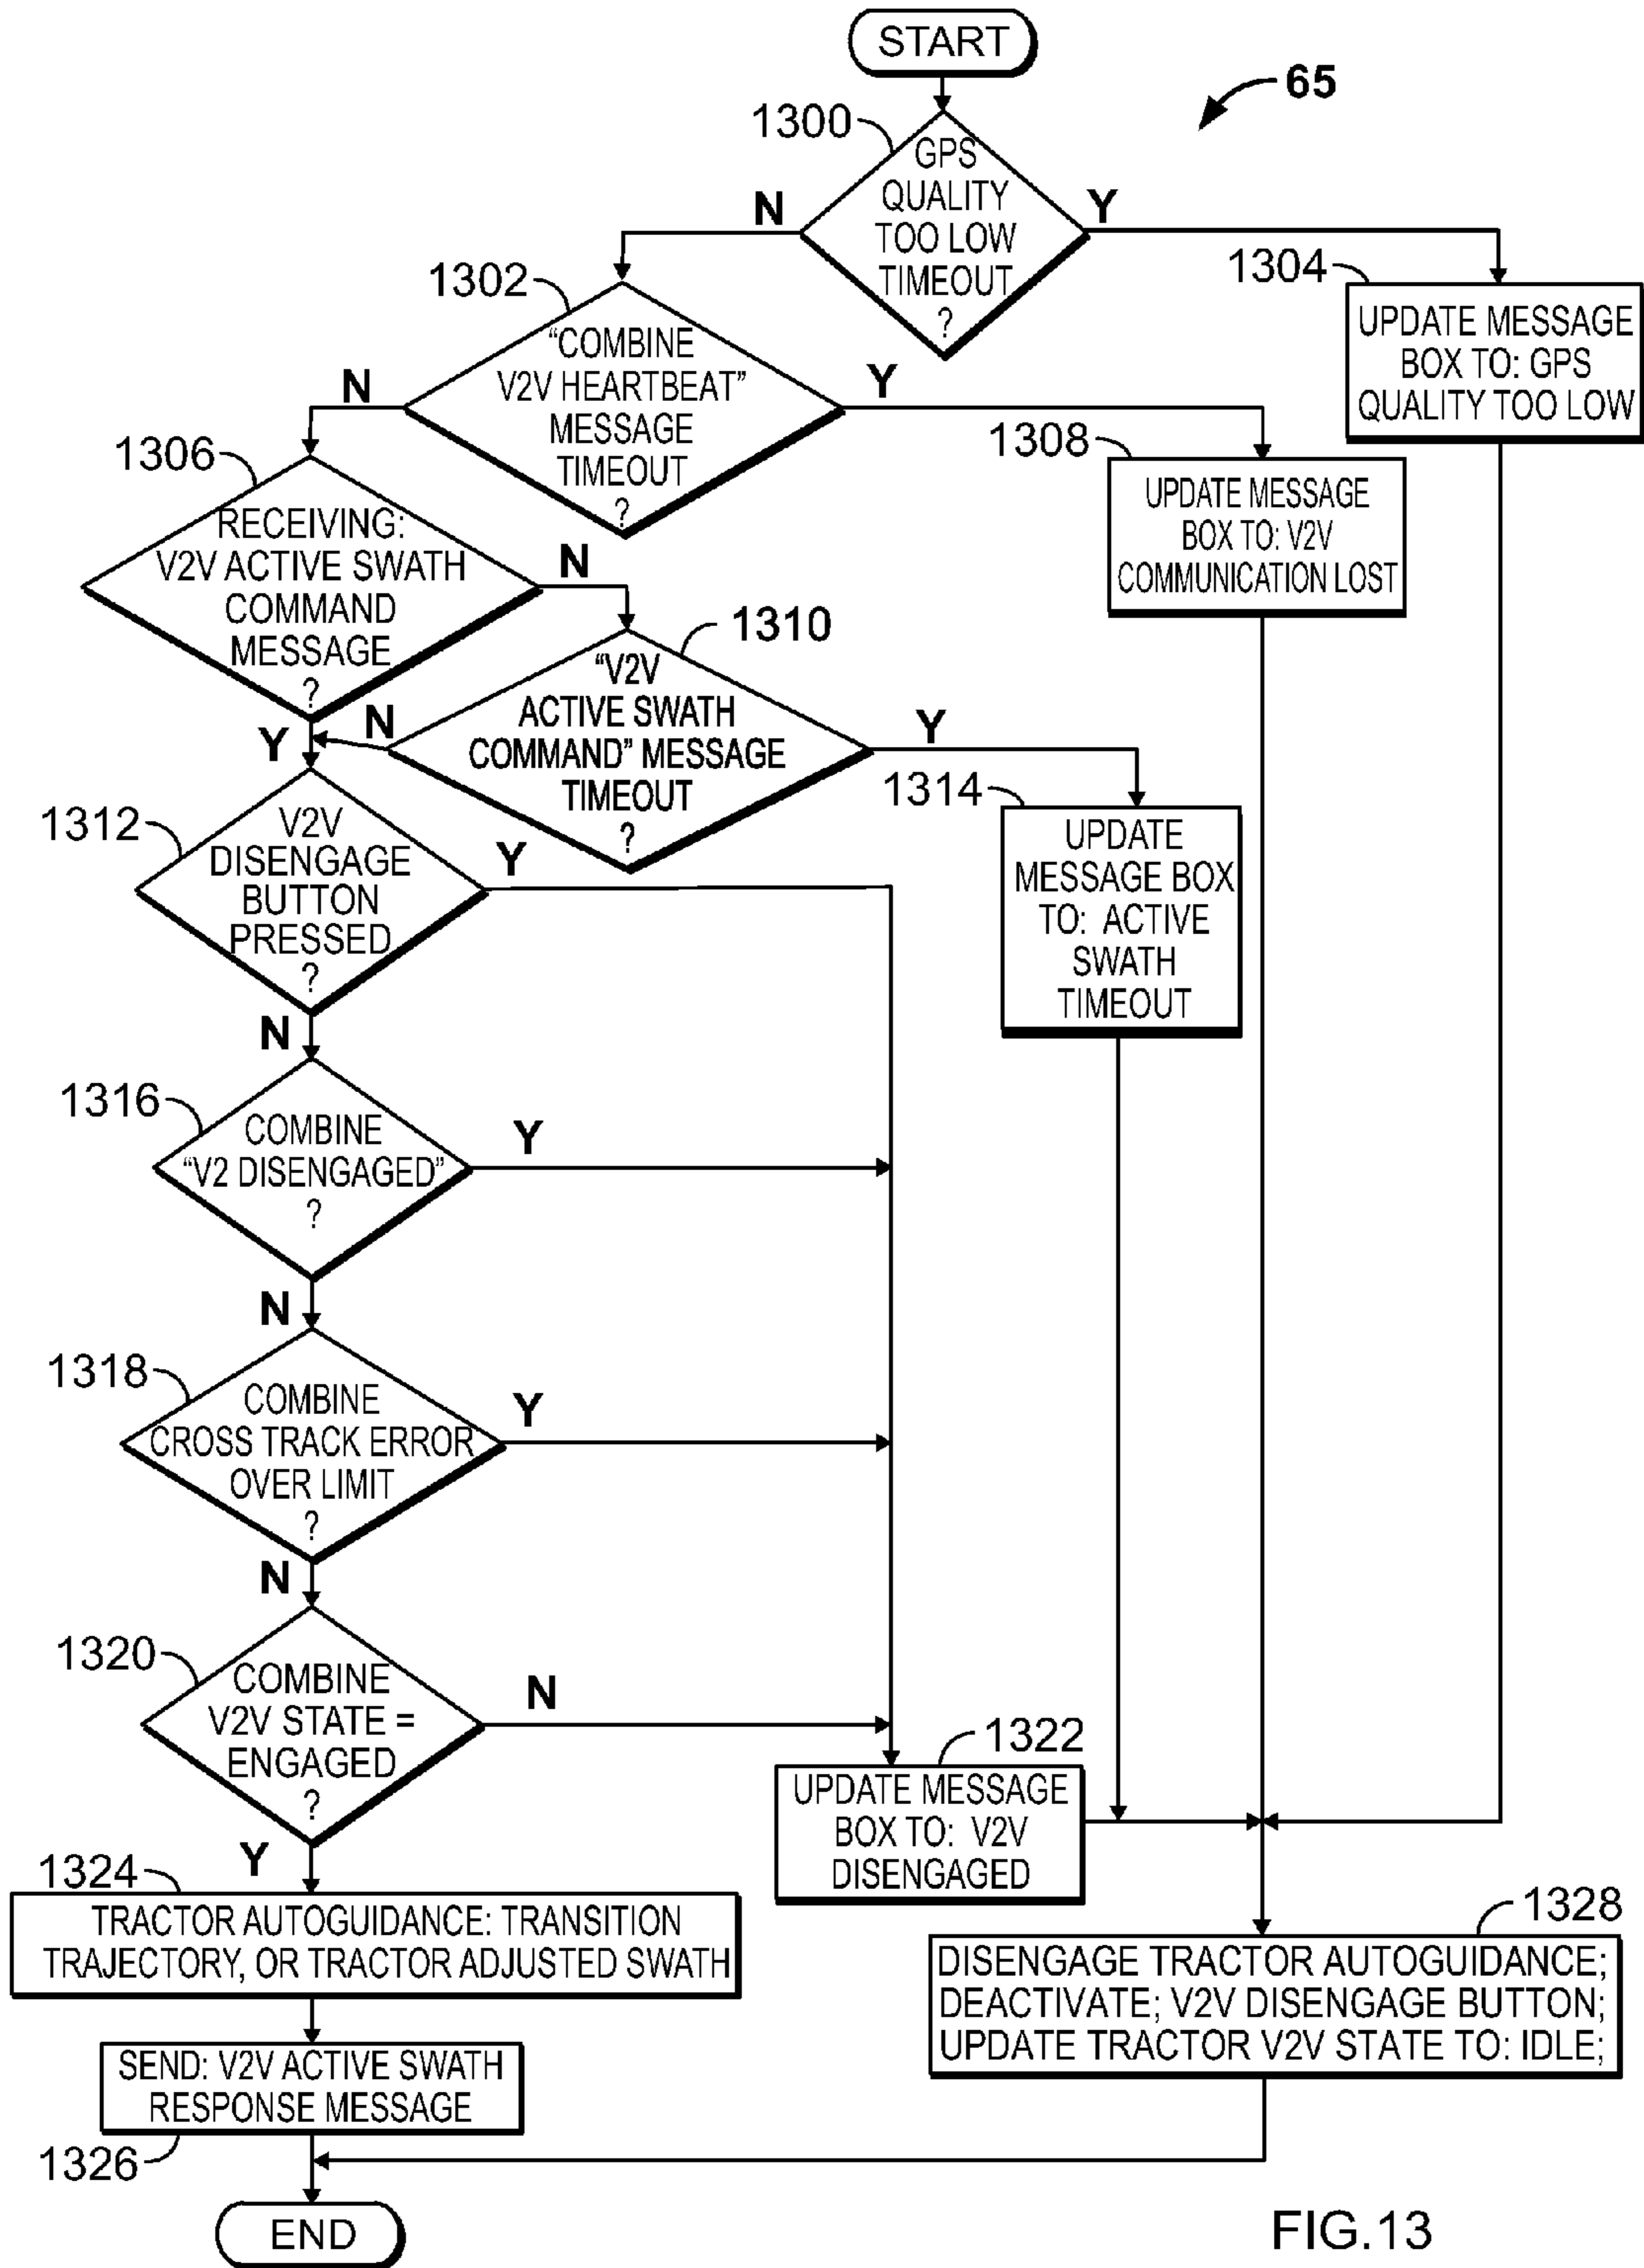 START
65
1300
GPS
QUALITY
TOO LOW
TIMEOUT
?
N
Y
1302
"COMBINE
V2V HEARTBEAT"
MESSAGE
TIMEOUT
?
N
Y
1304
UPDATE MESSAGE
BOX TO: GPS
QUALITY TOO LOW
1306
RECEIVING:
V2V ACTIVE SWATH
COMMAND
MESSAGE
?
N
Y
1308
UPDATE MESSAGE
BOX TO: V2V
COMMUNICATION LOST
1310
"V2V
ACTIVE SWATH
COMMAND" MESSAGE
TIMEOUT
?
N
Y
1312
V2V
DISENGAGE
BUTTON
PRESSED
?
Y
N
1314
UPDATE
MESSAGE BOX
TO: ACTIVE
SWATH
TIMEOUT
1316
COMBINE
"V2 DISENGAGED"
?
Y
N
1318
COMBINE
CROSS TRACK ERROR
OVER LIMIT
?
Y
N
1320
COMBINE
V2V STATE =
ENGAGED
?
N
Y
1322
UPDATE MESSAGE
BOX TO: V2V
DISENGAGED
1324
TRACTOR AUTOGUIDANCE: TRANSITION
TRAJECTORY, OR TRACTOR ADJUSTED SWATH
1328
DISENGAGE TRACTOR AUTOGUIDANCE;
DEACTIVATE; V2V DISENGAGE BUTTON;
UPDATE TRACTOR V2V STATE TO: IDLE;
SEND: V2V ACTIVE SWATH
RESPONSE MESSAGE
1326
END
FIG.13